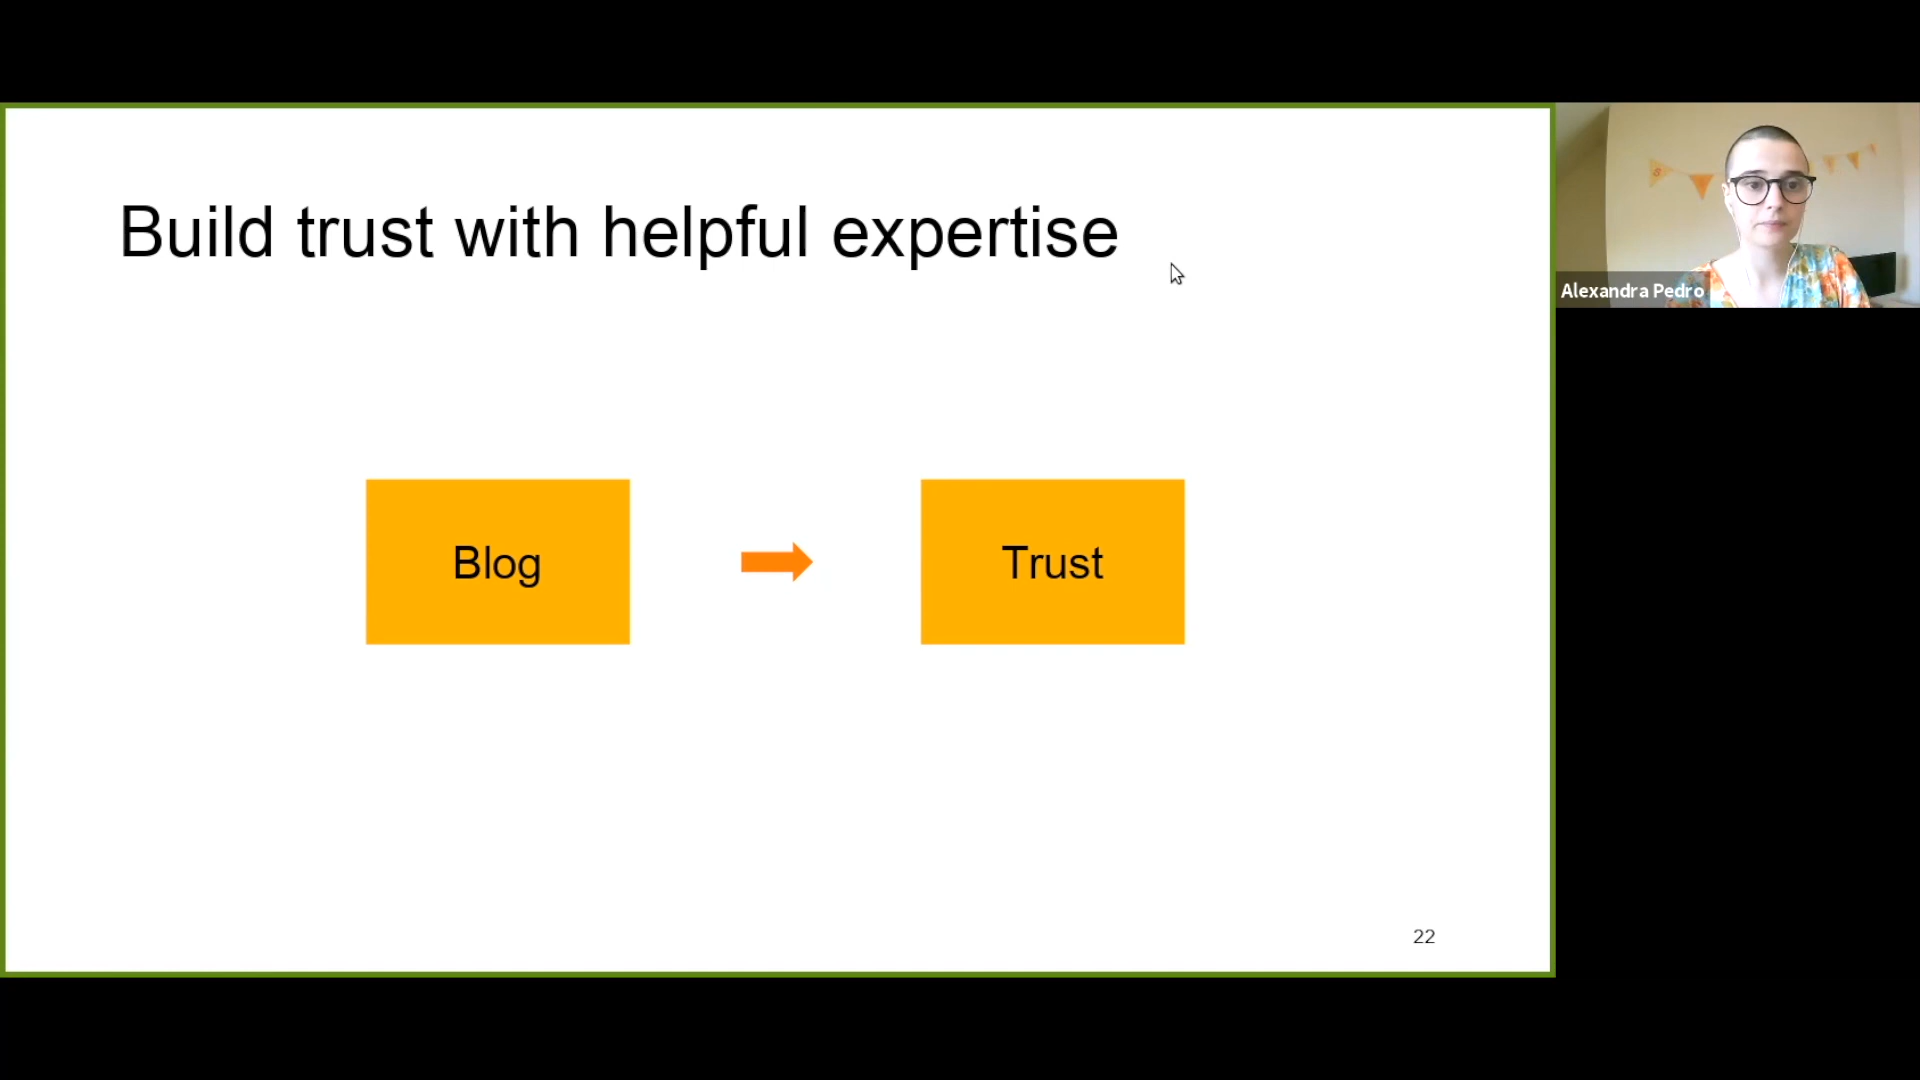 Build trust with helpful expertise
Alexandra Pedro
Blog
Trust
22